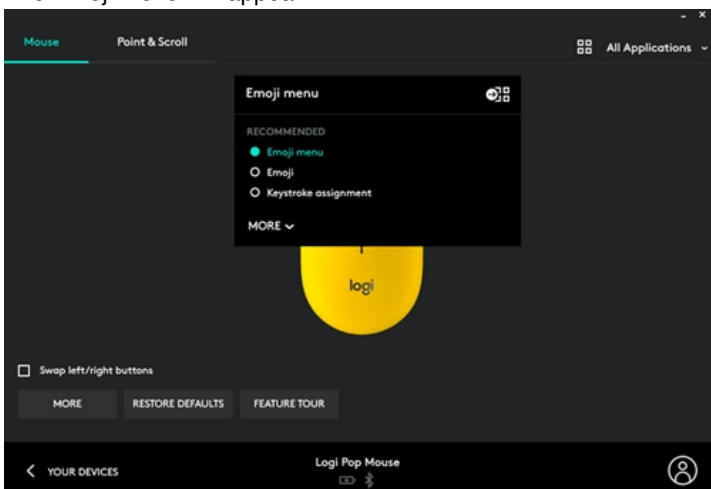 Mouse
Point & Scroll
All Applications
Emoji menu
RECOMMENDED
Emoji menu
Emoji
Keystroke assignment
MORE
logi
Swap left/right buttons
MORE
RESTORE DEFAULTS
FEATURE TOUR
YOUR DEVICES
Logi Pop Mouse